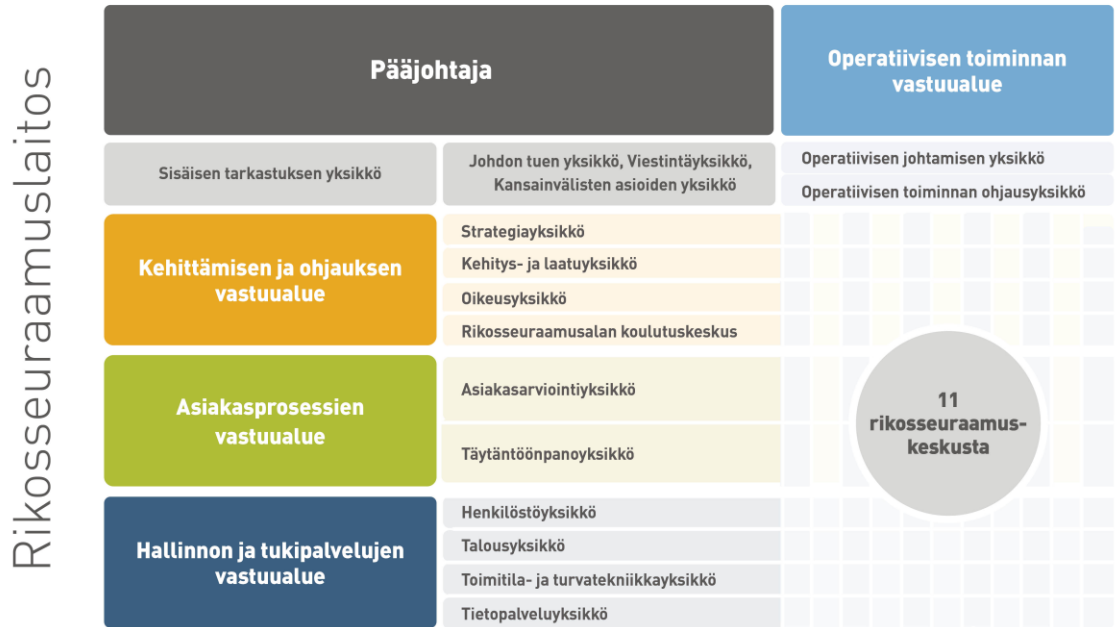 Rikosseuraamuslaitos
Pääjohtaja
Operatiivisen toiminnan
vastuualue
Sisäisen tarkastuksen yksikkö
Johdon tuen yksikkö, Viestintäyksikkö,
Kansainvälisten asioiden yksikkö
Operatiivisen johtamisen yksikkö
Operatiivisen toiminnan ohjausyksikkö
Kehittämisen ja ohjauksen
vastuualue
Strategiayksikkö
Kehitys- ja laatuyksikkö
Oikeusyksikkö
Rikosseuraamusalan koulutuskeskus
Asiakasprosessien
vastuualue
Asiakasarviointiyksikkö
Täytäntöönpanoyksikkö
11
rikosseuraamus-
keskusta
Hallinnon ja tukipalvelujen
vastuualue
Henkilöstöyksikkö
Talousyksikkö
Toimitila- ja turvatekniikkayksikkö
Tietopalveluyksikkö